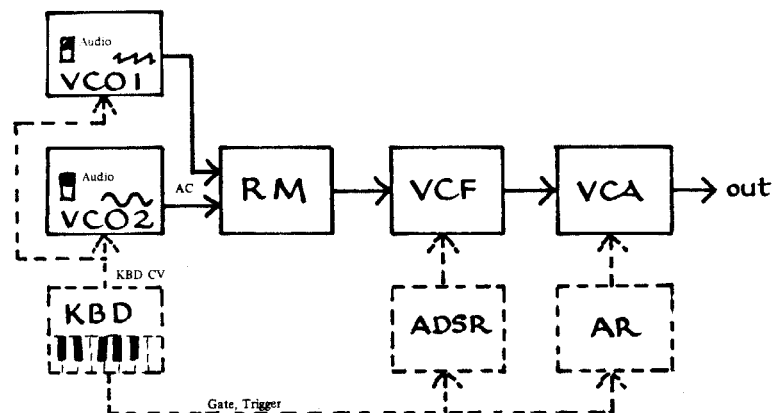 Audio
VCO1
Audio
VCO2
AC
RM
VCF
VCA
out
KBD CV
KBD
ADSR
AR
Gate, Trigger